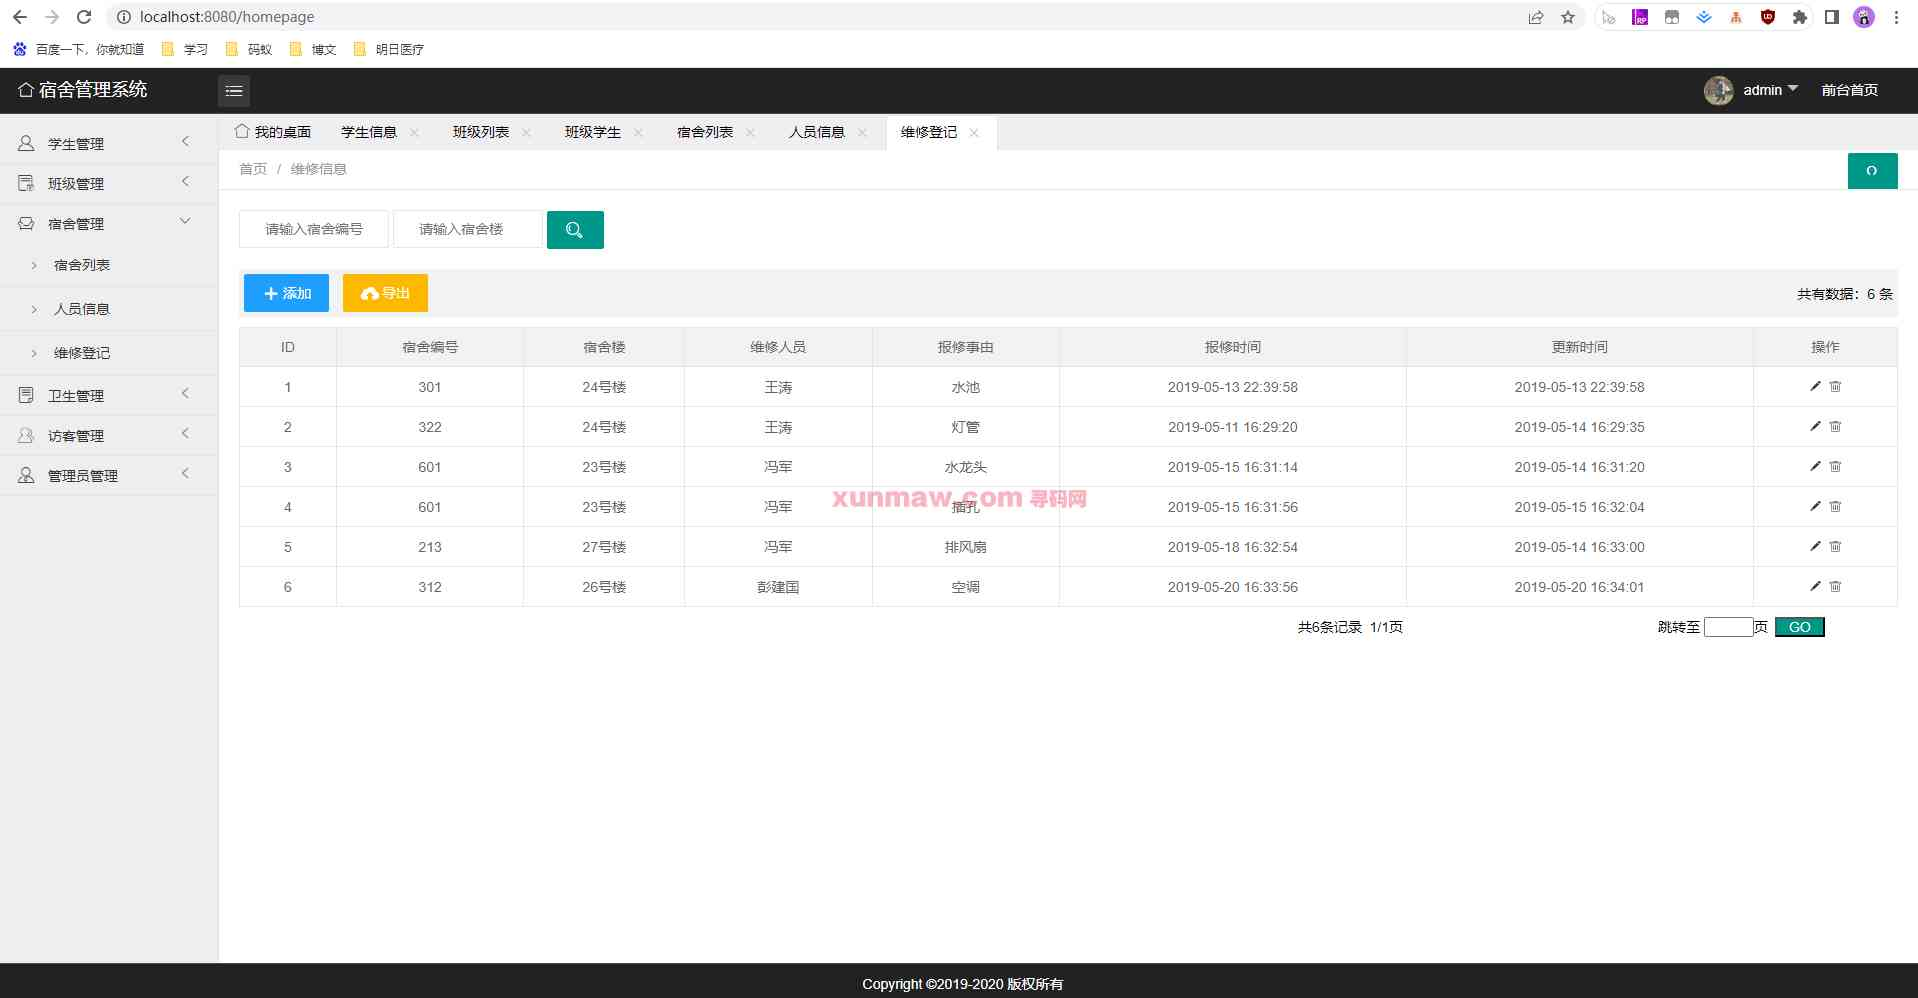 localhost:8080/homepage
百度一下，你就知道 学习 码蚁 博文 明日医疗
宿舍管理系统 admin 前台首页
我的桌面 学生信息 班级列表 班级学生 宿舍列表 人员信息 维修登记
首页 / 维修信息
学生管理
班级管理
宿舍管理
宿舍列表
人员信息
维修登记
卫生管理
访客管理
管理员管理
请输入宿舍编号 请输入宿舍楼
添加 导出 共有数据：6 条
ID 宿舍编号 宿舍楼 维修人员 报修事由 报修时间 更新时间 操作
1 301 24号楼 王涛 水池 2019-05-13 22:39:58 2019-05-13 22:39:58
2 322 24号楼 王涛 灯管 2019-05-11 16:29:20 2019-05-14 16:29:35
3 601 23号楼 冯军 水龙头 2019-05-15 16:31:14 2019-05-14 16:31:20
xunmaw.com 寻码网
4 601 23号楼 冯军 插孔 2019-05-15 16:31:56 2019-05-15 16:32:04
5 213 27号楼 冯军 排风扇 2019-05-18 16:32:54 2019-05-14 16:33:00
6 312 26号楼 彭建国 空调 2019-05-20 16:33:56 2019-05-20 16:34:01
共6条记录 1/1页 跳转至 页 GO
Copyright ©2019-2020 版权所有